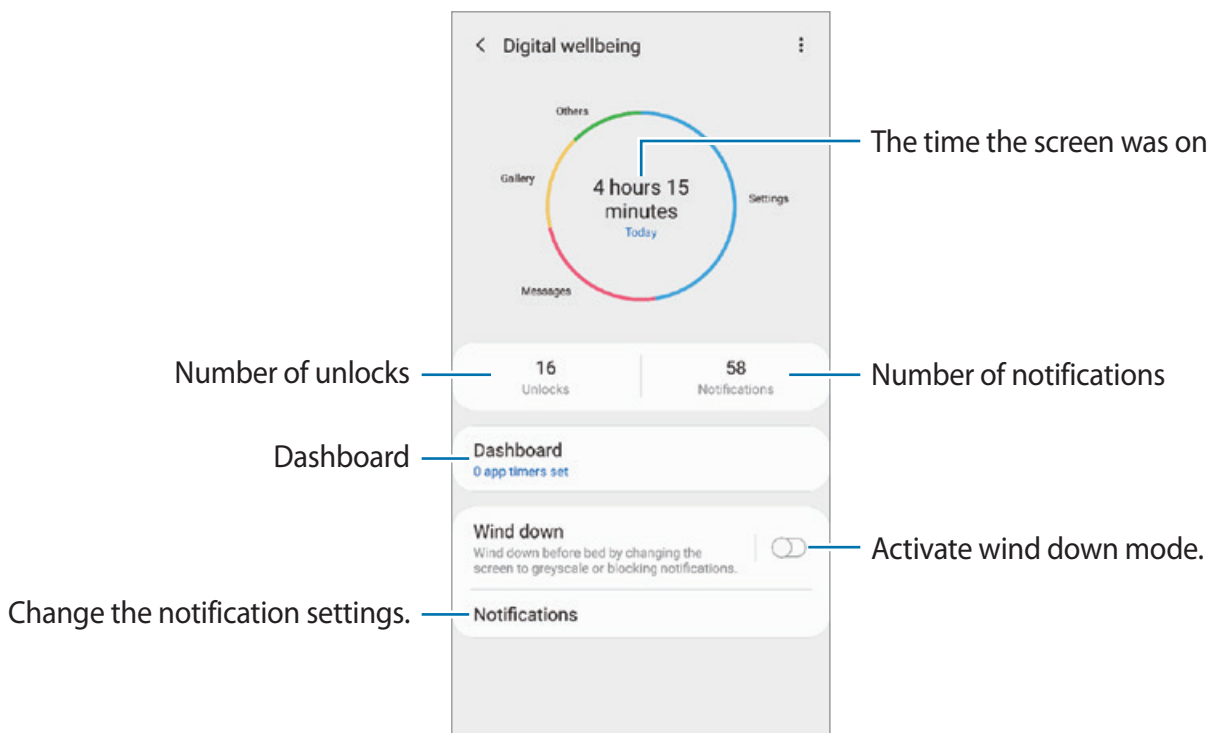 Digital wellbeing
Others
The time the screen was on
Gallery
4 hours 15
minutes
Settings
Today
Messages
Number of unlocks
16
58
Number of notifications
Unlocks
Notifications
Dashboard
Dashboard
0 app timers set
Wind down
Wind down before bed by changing the
screen to greyscale or blocking notifications.
Activate wind down mode.
Change the notification settings.
Notifications